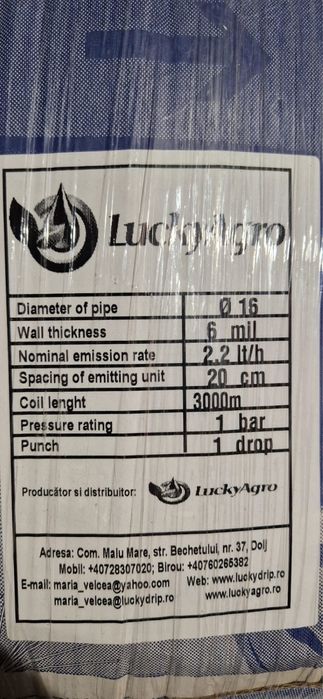 LuckyAgro
Diameter of pipe Ø 16
Wall thickness 6 mil
Nominal emission rate 2.2 lt/h
Spacing of emitting unit 20 cm
Coil lenght 3000m
Pressure rating 1 bar
Punch 1 drop
Producător si distribuitor: LuckyAgro
Adresa: Com. Malu Mare, str. Bechetului, nr. 37, Dolj
Mobil: +40728307020; Birou: +40760265382
E-mail: maria_velcea@yahoo.com Web: www.luckydrip.ro
maria_velcea@luckydrip.ro www.luckyagro.ro